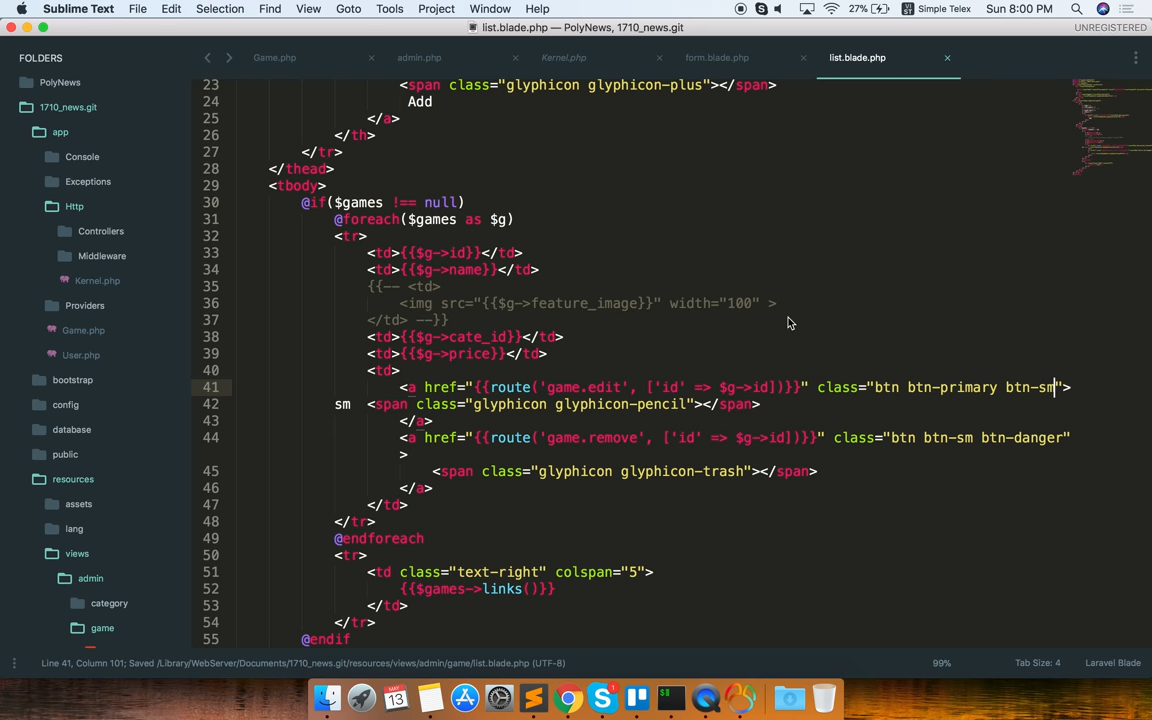 Sublime Text File Edit Selection Find View Goto Tools Project Window Help 27% VI ST Simple Telex Sun 8:00 PM
list.blade.php — PolyNews, 1710_news.git UNREGISTERED
FOLDERS
PolyNews
1710_news.git
app
Console
Exceptions
Http
Controllers
Middleware
Kernel.php
Providers
Game.php
User.php
bootstrap
config
database
public
resources
assets
lang
views
admin
category
game
Game.php admin.php Kernel.php form.blade.php list.blade.php
23 <span class="glyphicon glyphicon-plus"></span>
24 Add
25 </a>
26 </th>
27 </tr>
28 </thead>
29 <tbody>
30 @if($games !== null)
31 @foreach($games as $g)
32 <tr>
33 <td>{{$g->id}}</td>
34 <td>{{$g->name}}</td>
35 {{-- <td>
36 <img src="{{$g->feature_image}}" width="100" >
37 </td> --}}
38 <td>{{$g->cate_id}}</td>
39 <td>{{$g->price}}</td>
40 <td>
41 <a href="{{route('game.edit', ['id' => $g->id])}}" class="btn btn-primary btn-sm">
42 sm <span class="glyphicon glyphicon-pencil"></span>
43 </a>
44 <a href="{{route('game.remove', ['id' => $g->id])}}" class="btn btn-sm btn-danger"
>
45 <span class="glyphicon glyphicon-trash"></span>
46 </a>
47 </td>
48 </tr>
49 @endforeach
50 <tr>
51 <td class="text-right" colspan="5">
52 {{$games->links()}}
53 </td>
54 </tr>
55 @endif
Line 41, Column 101; Saved /Library/WebServer/Documents/1710_news.git/resources/views/admin/game/list.blade.php (UTF-8) 99% Tab Size: 4 Laravel Blade
MAY
13
1